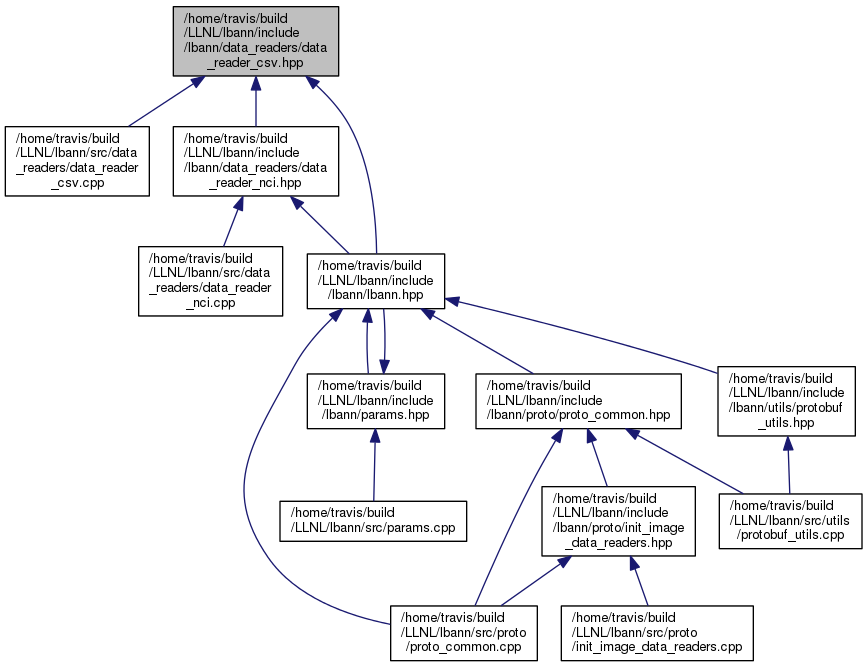 /home/travis/build
/LLNL/lbann/include
/lbann/data_readers/data
_reader_csv.hpp
/home/travis/build
/LLNL/lbann/src/data
_readers/data_reader
_csv.cpp
/home/travis/build
/LLNL/lbann/include
/lbann/data_readers/data
_reader_nci.hpp
/home/travis/build
/LLNL/lbann/src/data
_readers/data_reader
_nci.cpp
/home/travis/build
/LLNL/lbann/include
/lbann/lbann.hpp
/home/travis/build
/LLNL/lbann/include
/lbann/params.hpp
/home/travis/build
/LLNL/lbann/include
/lbann/proto/proto_common.hpp
/home/travis/build
/LLNL/lbann/include
/lbann/utils/protobuf
_utils.hpp
/home/travis/build
/LLNL/lbann/src/params.cpp
/home/travis/build
/LLNL/lbann/include
/lbann/proto/init_image
_data_readers.hpp
/home/travis/build
/LLNL/lbann/src/utils
/protobuf_utils.cpp
/home/travis/build
/LLNL/lbann/src/proto
/proto_common.cpp
/home/travis/build
/LLNL/lbann/src/proto
/init_image_data_readers.cpp